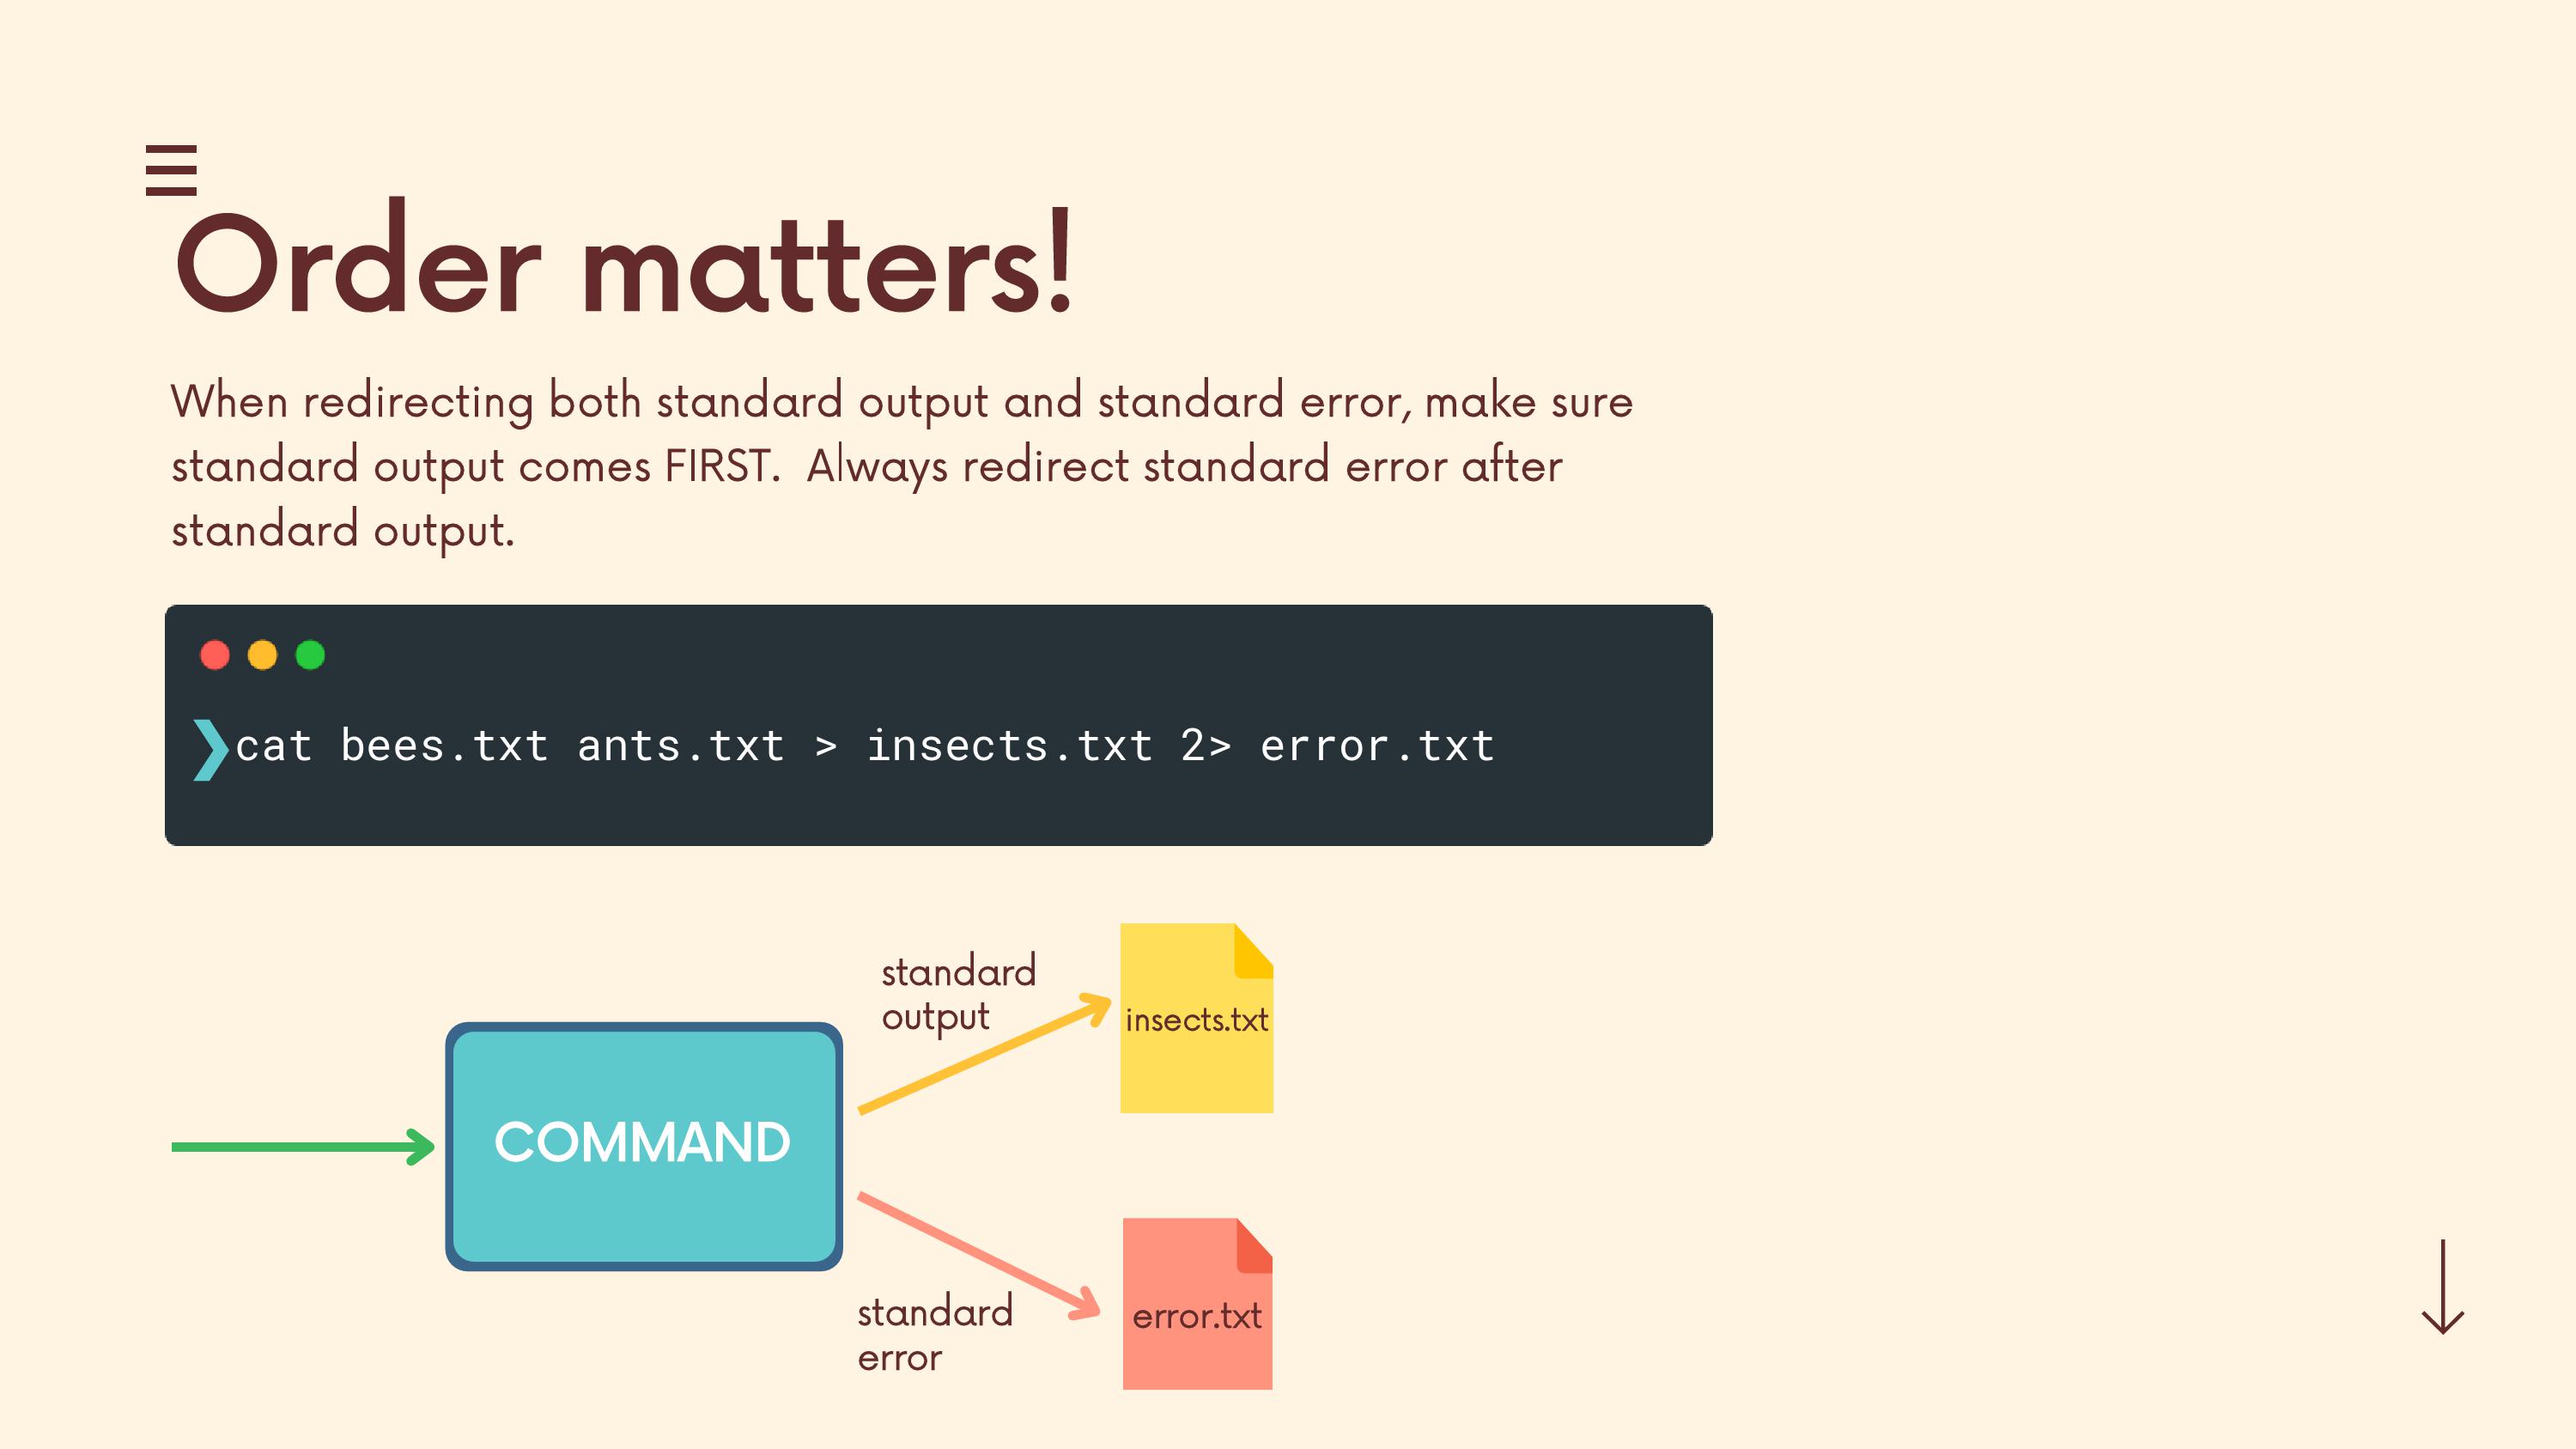 Order matters!
When redirecting both standard output and standard error, make sure
standard output comes FIRST.  Always redirect standard error after
standard output.
❯cat bees.txt ants.txt > insects.txt 2> error.txt
standard
output
insects.txt
COMMAND
standard
error
error.txt